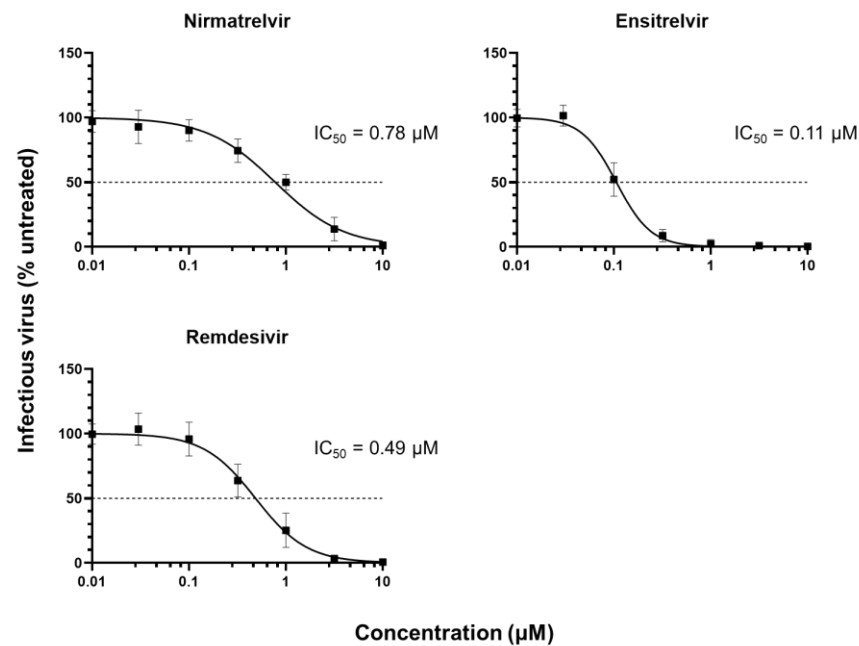 Nirmatrelvir
150
100
50
0
0.01 0.1 1 10
IC₅₀ = 0.78 µM
Ensitrelvir
150
100
50
0
0.01 0.1 1 10
IC₅₀ = 0.11 µM
Remdesivir
150
100
50
0
0.01 0.1 1 10
IC₅₀ = 0.49 µM
Infectious virus (% untreated)
Concentration (µM)